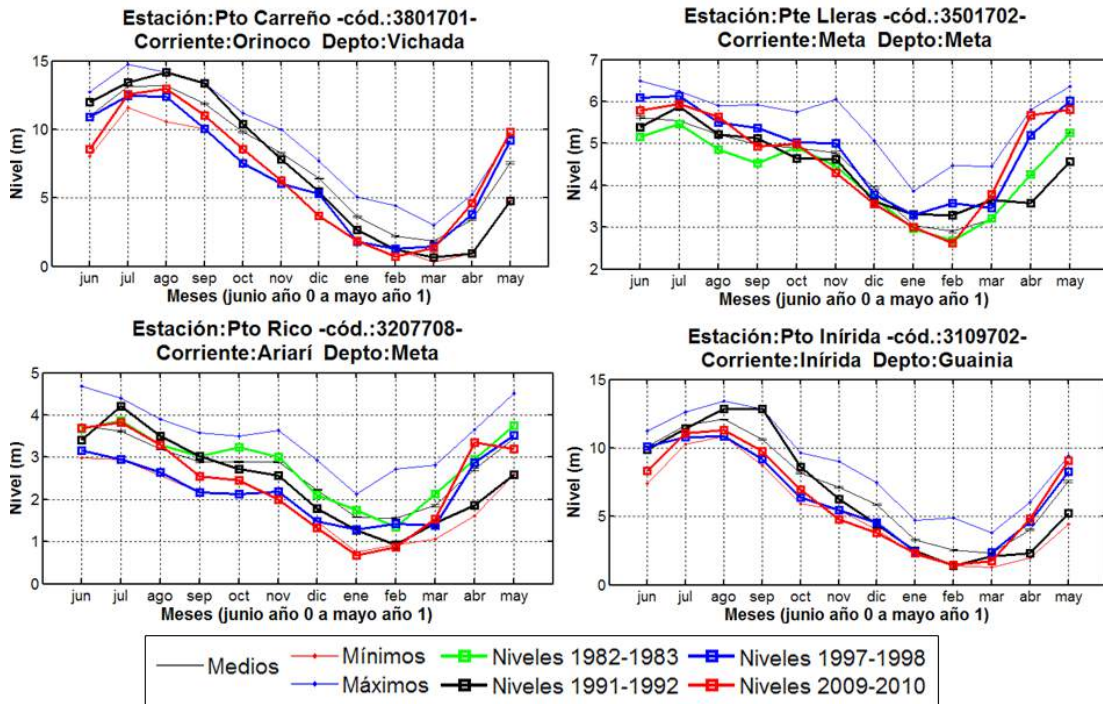 Estación:Pto Carreño -cód.:3801701-
Corriente:Orinoco Depto:Vichada
Nivel (m)
15
10
5
0
jun jul ago sep oct nov dic ene feb mar abr may
Meses (junio año 0 a mayo año 1)
Estación:Pte Lleras -cód.:3501702-
Corriente:Meta Depto:Meta
Nivel (m)
7
6
5
4
3
2
jun jul ago sep oct nov dic ene feb mar abr may
Meses (junio año 0 a mayo año 1)
Estación:Pto Rico -cód.:3207708-
Corriente:Ariarí Depto:Meta
Nivel (m)
5
4
3
2
1
0
jun jul ago sep oct nov dic ene feb mar abr may
Meses (junio año 0 a mayo año 1)
Estación:Pto Inírida -cód.:3109702-
Corriente:Inírida Depto:Guainia
Nivel (m)
15
10
5
0
jun jul ago sep oct nov dic ene feb mar abr may
Meses (junio año 0 a mayo año 1)
Medios
Mínimos
Máximos
Niveles 1982-1983
Niveles 1991-1992
Niveles 1997-1998
Niveles 2009-2010